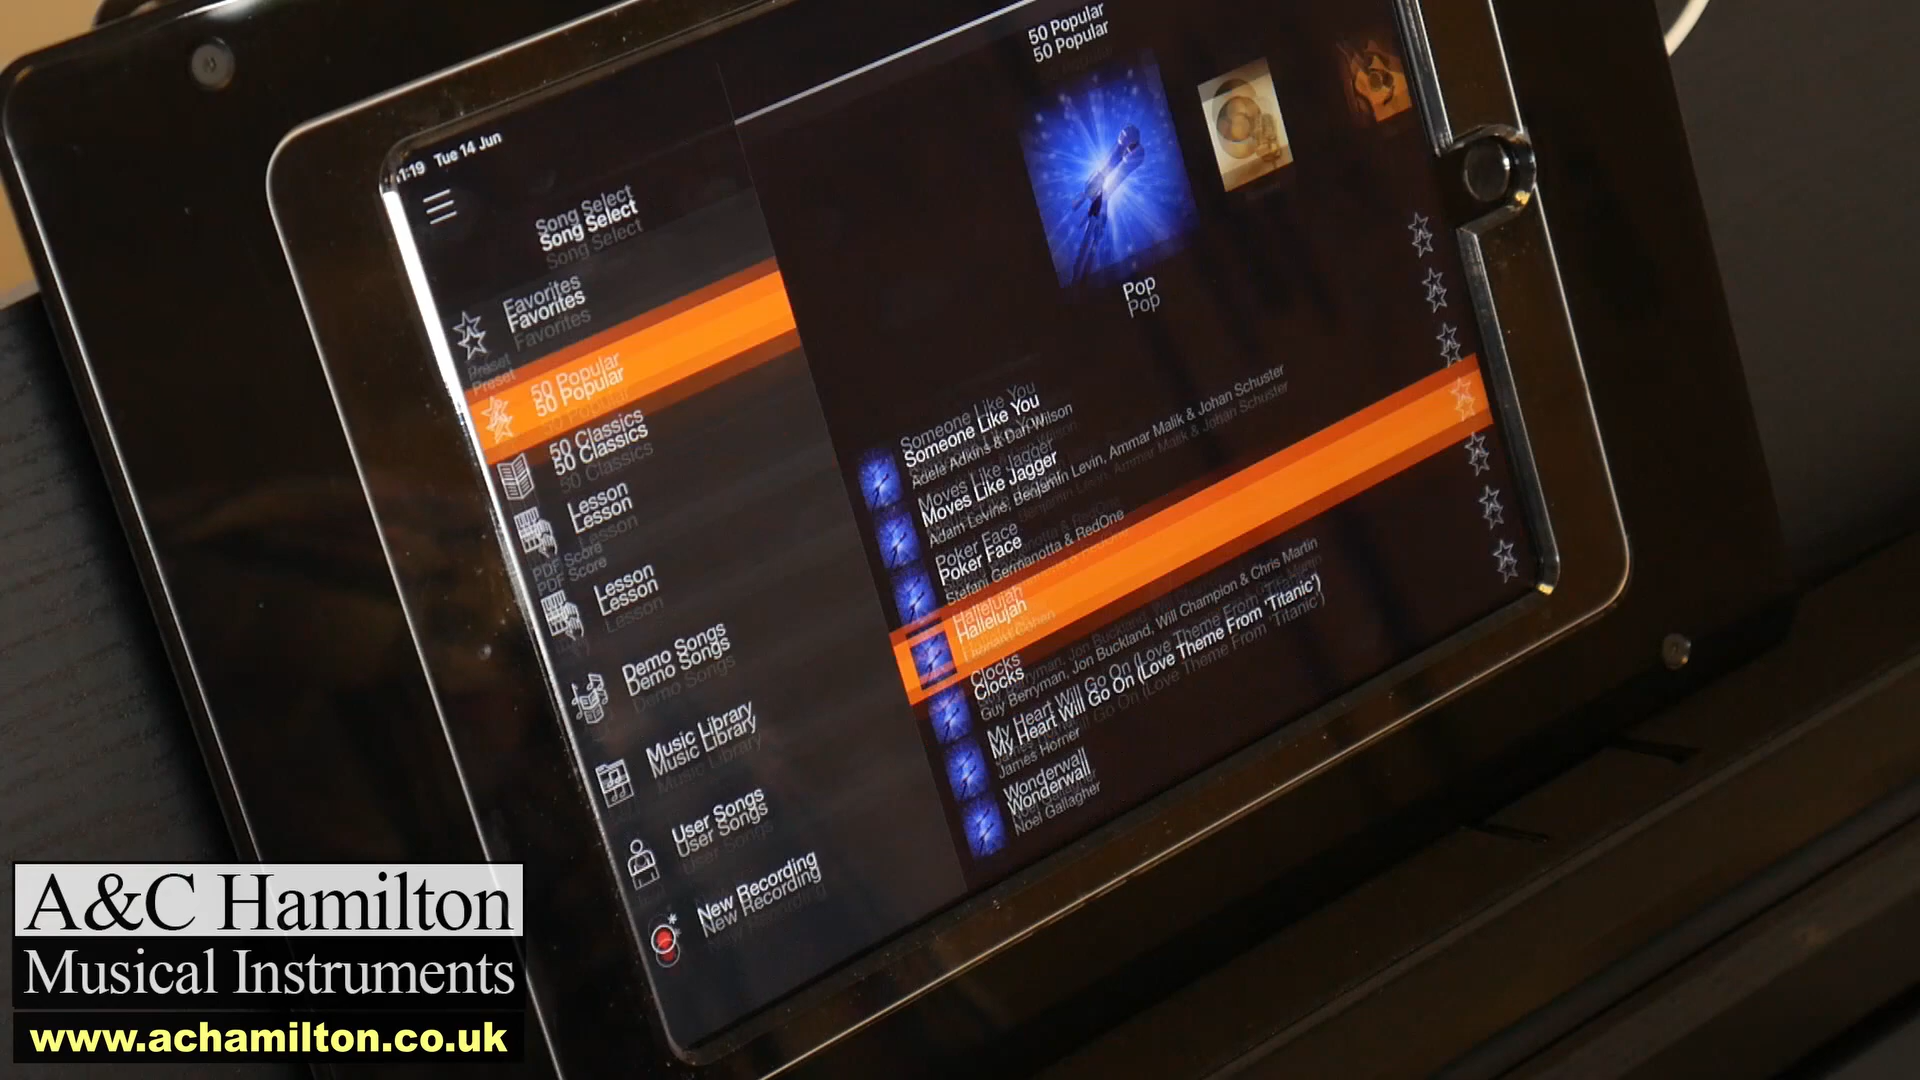 1:19 Tue 14 Jun
Song Select
Favorites
Preset
50 Popular
50 Classics
Lesson
PDF Score
Lesson
Demo Songs
Music Library
User Songs
New Recording
50 Popular
Pop
Someone Like You
Adele Adkins & Dan Wilson
Moves Like Jagger
Adam Levine, Benjamin Levin, Ammar Malik & Johan Schuster
Poker Face
Stefani Germanotta & RedOne
Hallelujah
Clocks
Guy Berryman, Jon Buckland, Will Champion & Chris Martin
My Heart Will Go On (Love Theme From 'Titanic')
James Horner
Wonderwall
Noel Gallagher
A&C Hamilton
Musical Instruments
www.achamilton.co.uk